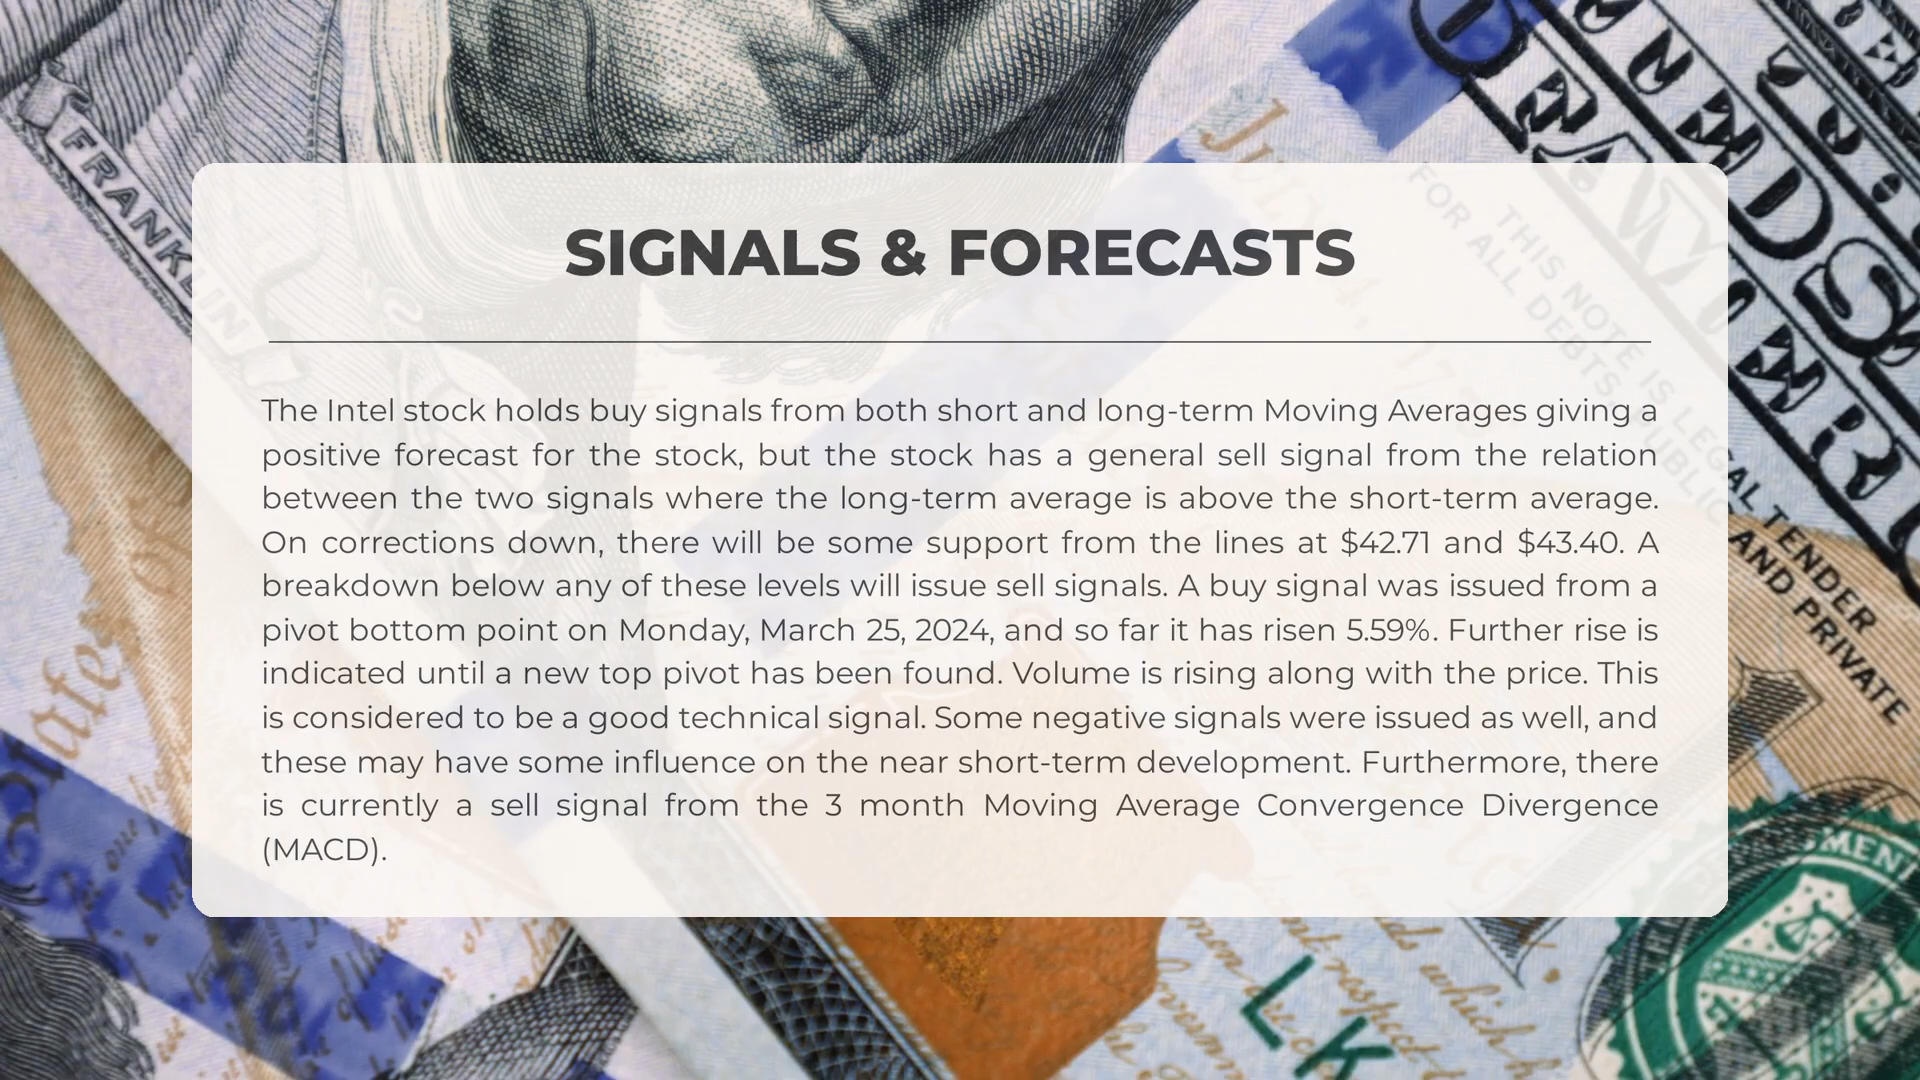 FRANKLIN
FOR ALL DEBTS, PUBLIC
THIS NOTE IS LEGAL TENDER
AND PRIVATE
SIGNALS & FORECASTS
The Intel stock holds buy signals from both short and long-term Moving Averages giving a
positive forecast for the stock, but the stock has a general sell signal from the relation
between the two signals where the long-term average is above the short-term average.
On corrections down, there will be some support from the lines at $42.71 and $43.40. A
breakdown below any of these levels will issue sell signals. A buy signal was issued from a
pivot bottom point on Monday, March 25, 2024, and so far it has risen 5.59%. Further rise is
indicated until a new top pivot has been found. Volume is rising along with the price. This
is considered to be a good technical signal. Some negative signals were issued as well, and
these may have some influence on the near short-term development. Furthermore, there
is currently a sell signal from the 3 month Moving Average Convergence Divergence
(MACD).
L K